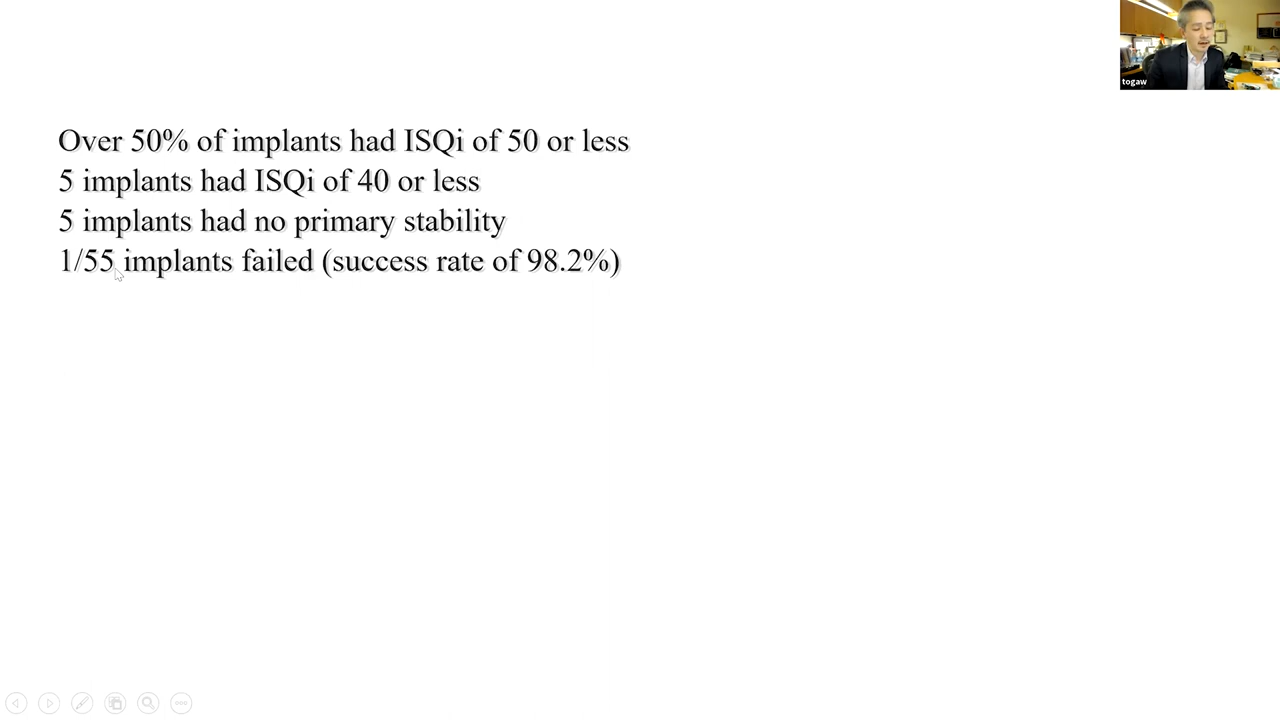 togaw
Over 50% of implants had ISQi of 50 or less
5 implants had ISQi of 40 or less
5 implants had no primary stability
1/55 implants failed (success rate of 98.2%)